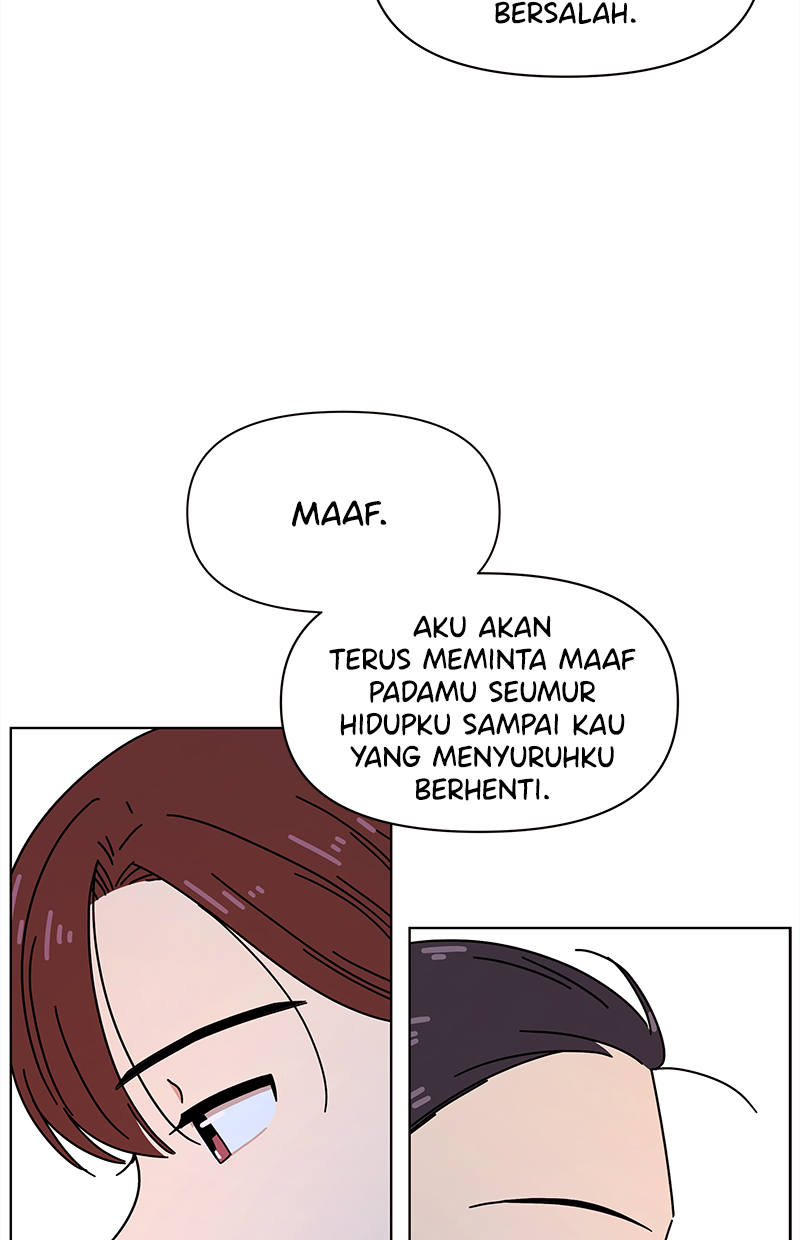 BERSALAH.
MAAF.
AKU AKAN
TERUS MEMINTA MAAF
PADAMU SEUMUR
HIDUPKU SAMPAI KAU
YANG MENYURUHKU
BERHENTI.